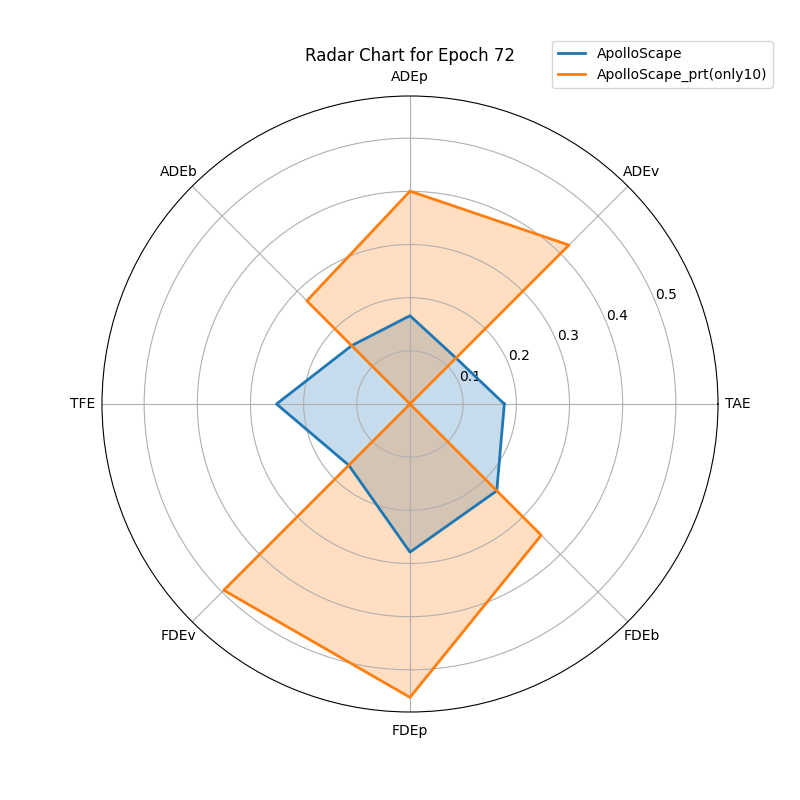 Radar Chart for Epoch 72
ApolloScape
ApolloScape_prt(only10)
ADEp
ADEb
ADEv
0.5
0.4
0.3
0.2
0.1
TFE
TAE
FDEv
FDEb
FDEp